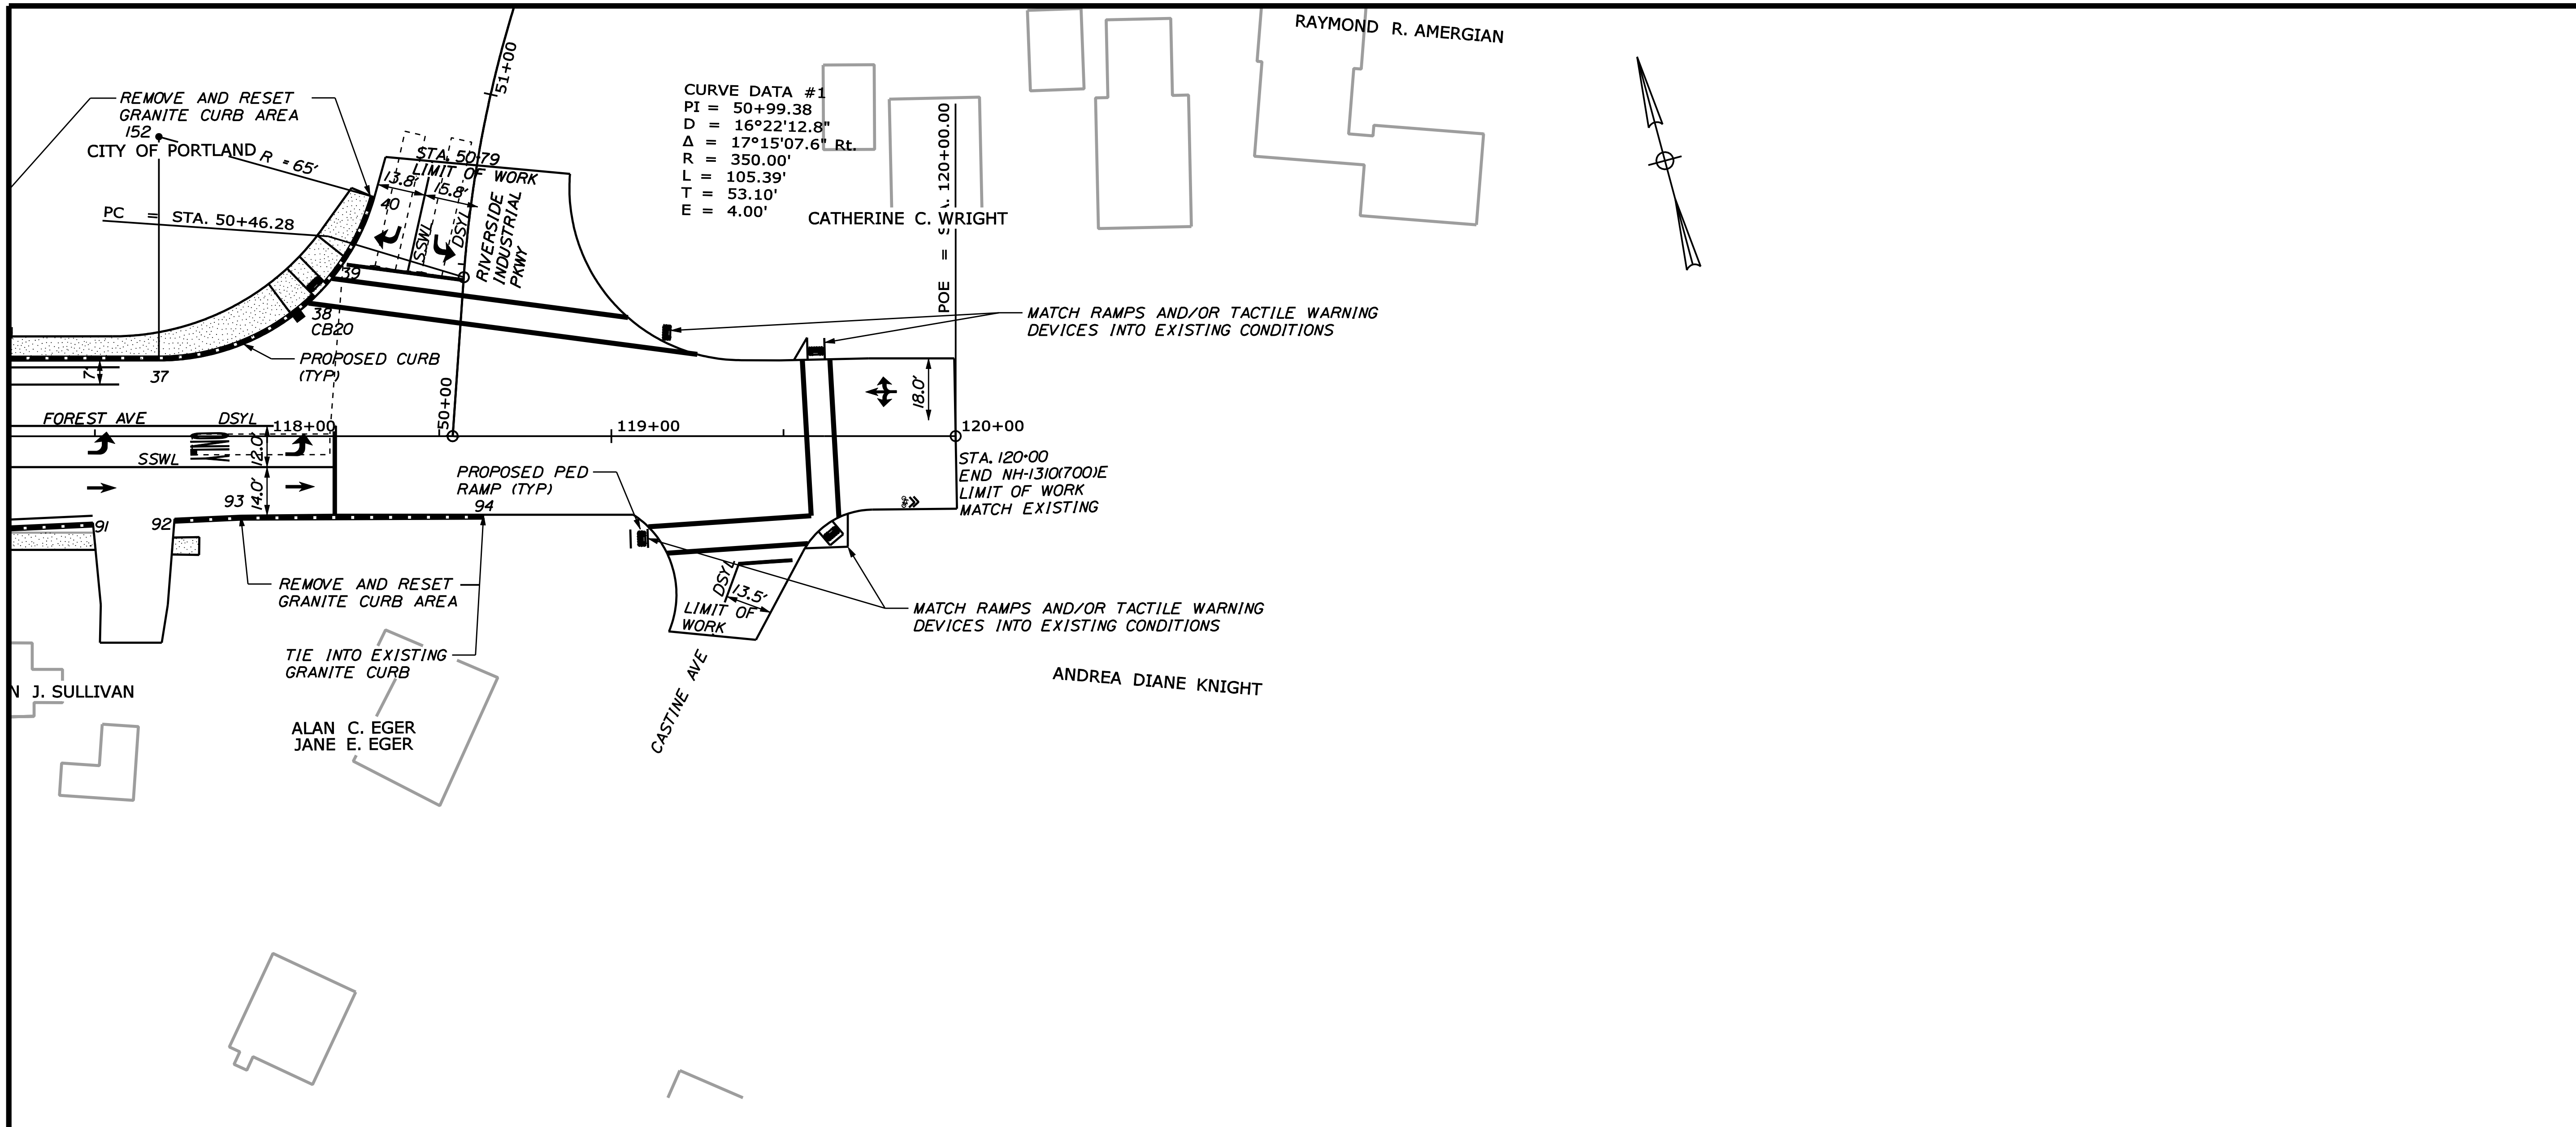 RAYMOND R. AMERGIAN
REMOVE AND RESET
GRANITE CURB AREA
152
CITY OF PORTLAND
R = 65'
PC = STA. 50+46.28
51+00
STA. 50+79
LIMIT OF WORK
13.8'
15.8'
40
SSWL
DSYL
RIVERSIDE
INDUSTRIAL
PKWY
CURVE DATA #1
PI = 50+99.38
D = 16°22'12.8"
Δ = 17°15'07.6" Rt.
R = 350.00'
L = 105.39'
T = 53.10'
E = 4.00'
CATHERINE C. WRIGHT
POE = STA. 120+00.00
39
38
CB20
PROPOSED CURB
(TYP)
7'
37
MATCH RAMPS AND/OR TACTILE WARNING
DEVICES INTO EXISTING CONDITIONS
18.0'
FOREST AVE
DSYL
118+00
50+00
119+00
120+00
12.0'
SSWL
14.0'
93
91
92
94
PROPOSED PED
RAMP (TYP)
STA. 120+00
END NH-1310(700)E
LIMIT OF WORK
MATCH EXISTING
REMOVE AND RESET
GRANITE CURB AREA
DSYL
13.5'
LIMIT OF
WORK
MATCH RAMPS AND/OR TACTILE WARNING
DEVICES INTO EXISTING CONDITIONS
TIE INTO EXISTING
GRANITE CURB
CASTINE AVE
ANDREA DIANE KNIGHT
N J. SULLIVAN
ALAN C. EGER
JANE E. EGER